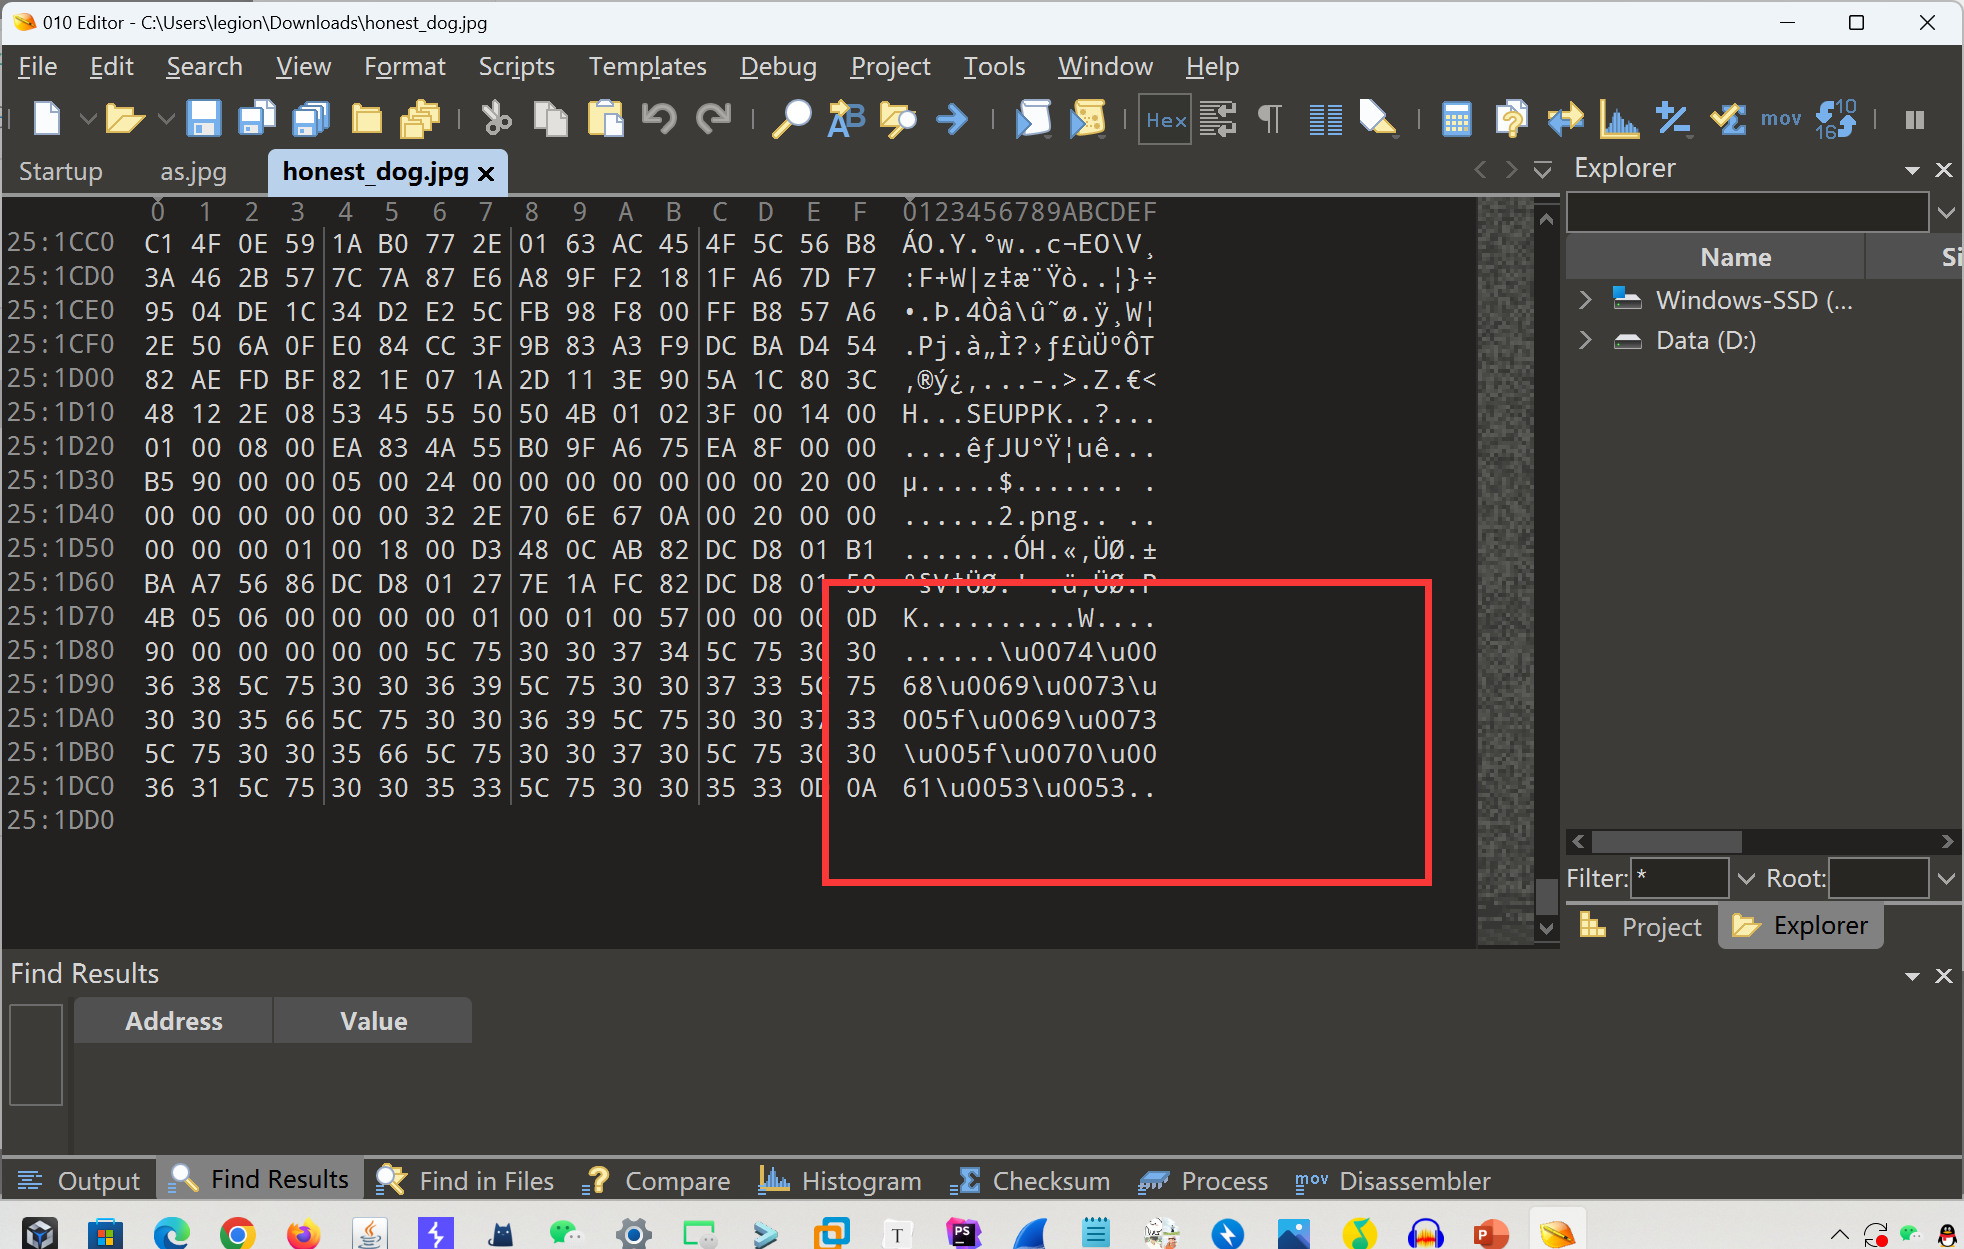 010 Editor - C:\Users\legion\Downloads\honest_dog.jpg
File Edit Search View Format Scripts Templates Debug Project Tools Window Help
Hex
mov
10
16
Startup as.jpg honest_dog.jpg
Explorer
0 1 2 3 4 5 6 7 8 9 A B C D E F 0123456789ABCDEF
25:1CC0 C1 4F 0E 59 1A B0 77 2E 01 63 AC 45 4F 5C 56 B8 ÁO.Y.°w..c¬EO\V¸
25:1CD0 3A 46 2B 57 7C 7A 87 E6 A8 9F F2 18 1F A6 7D F7 :F+W|z‡æ¨Ÿò..¦}÷
25:1CE0 95 04 DE 1C 34 D2 E2 5C FB 98 F8 00 FF B8 57 A6 •.Þ.4Òâ\û˜ø.ÿ¸W¦
25:1CF0 2E 50 6A 0F E0 84 CC 3F 9B 83 A3 F9 DC BA D4 54 .Pj.à„Ì?›ƒ£ùÜºÔT
25:1D00 82 AE FD BF 82 1E 07 1A 2D 11 3E 90 5A 1C 80 3C ‚®ý¿‚...-.>.Z.€<
25:1D10 48 12 2E 08 53 45 55 50 50 4B 01 02 3F 00 14 00 H...SEUPPK..?...
25:1D20 01 00 08 00 EA 83 4A 55 B0 9F A6 75 EA 8F 00 00 ....êƒJU°Ÿ¦uê...
25:1D30 B5 90 00 00 05 00 24 00 00 00 00 00 00 00 20 00 µ.....$....... .
25:1D40 00 00 00 00 00 00 32 2E 70 6E 67 0A 00 20 00 00 ......2.png.. ..
25:1D50 00 00 00 01 00 18 00 D3 48 0C AB 82 DC D8 01 B1 .......ÓH.«‚ÜØ.±
25:1D60 BA A7 56 86 DC D8 01 27 7E 1A FC 82 DC D8 01 50 º§V†ÜØ.'~.ü‚ÜØ.P
25:1D70 4B 05 06 00 00 00 00 01 00 01 00 57 00 00 00 0D K..........W....
25:1D80 90 00 00 00 00 00 5C 75 30 30 37 34 5C 75 30 30 ......\u0074\u00
25:1D90 36 38 5C 75 30 30 36 39 5C 75 30 30 37 33 5C 75 68\u0069\u0073\u
25:1DA0 30 30 35 66 5C 75 30 30 36 39 5C 75 30 30 37 33 005f\u0069\u0073
25:1DB0 5C 75 30 30 35 66 5C 75 30 30 37 30 5C 75 30 30 \u005f\u0070\u00
25:1DC0 36 31 5C 75 30 30 35 33 5C 75 30 30 35 33 0D 0A 61\u0053\u0053..
25:1DD0
Name Si
Windows-SSD (...
Data (D:)
Filter: * Root:
Project Explorer
Find Results
Address Value
Output Find Results Find in Files Compare Histogram Checksum mov Process mov Disassembler
T
PS
P